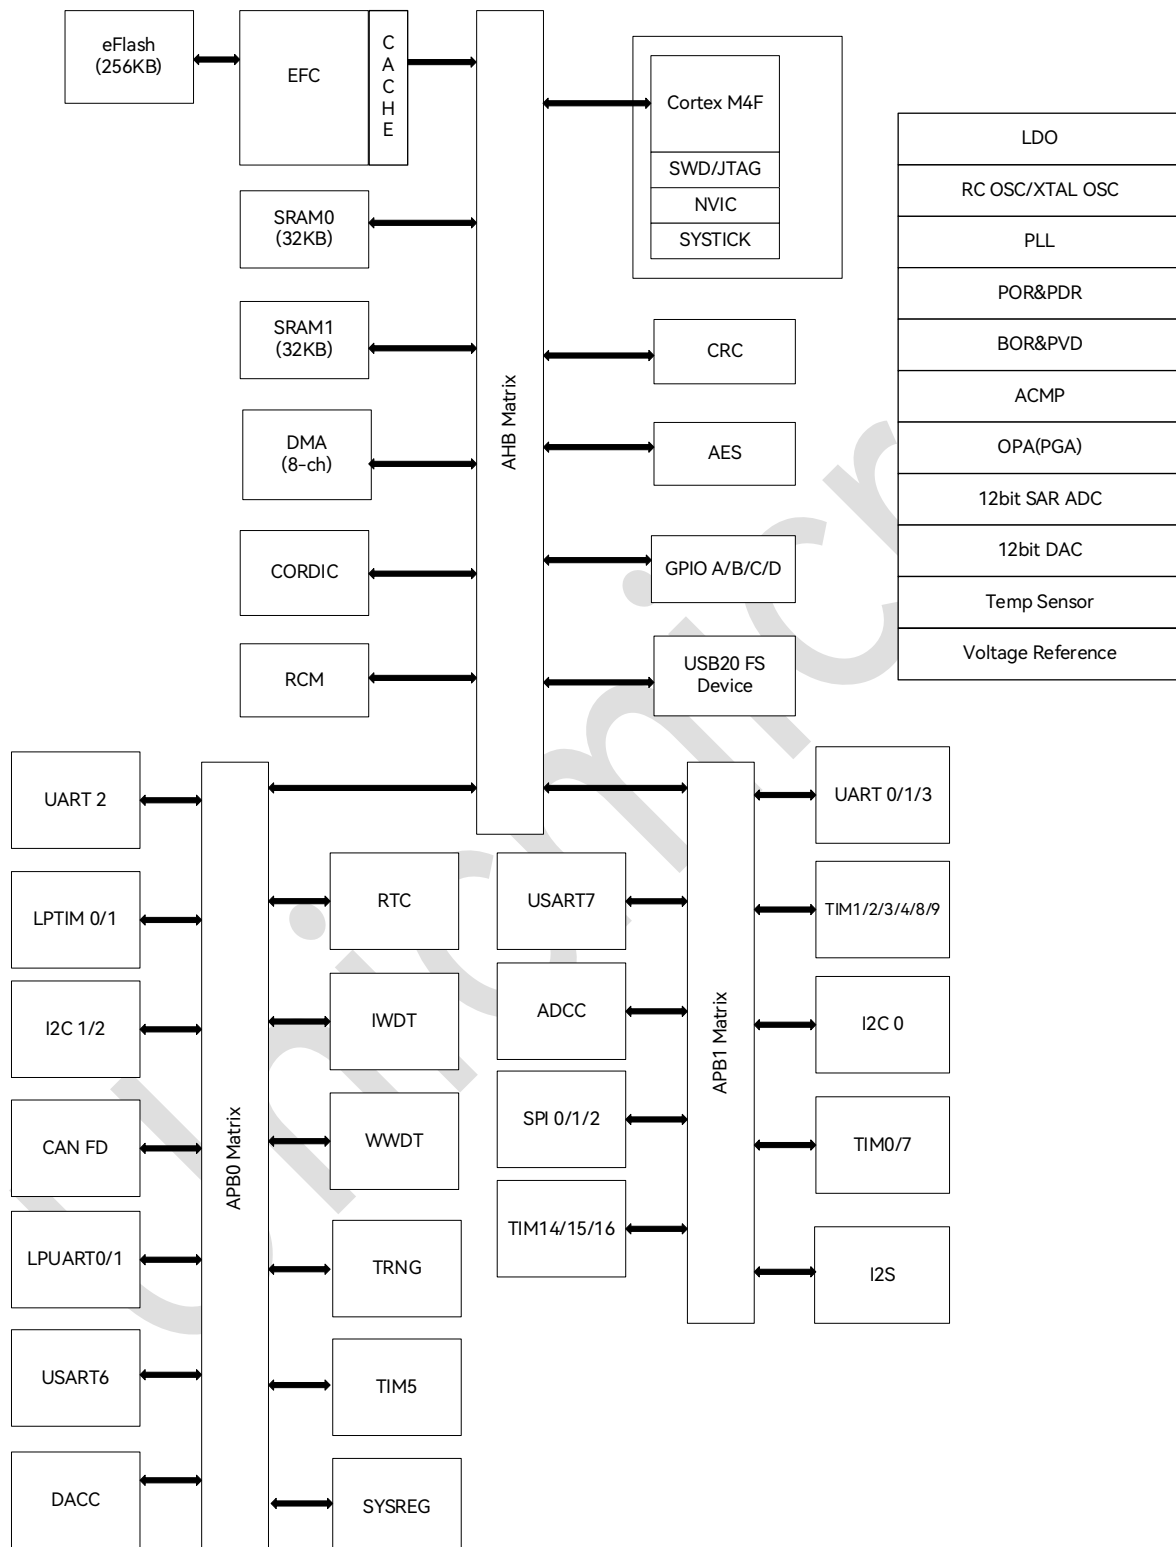 eFlash
(256KB)
EFC
C
A
C
H
E
Cortex M4F
SWD/JTAG
NVIC
SYSTICK
SRAM0
(32KB)
SRAM1
(32KB)
DMA
(8-ch)
CORDIC
RCM
AHB Matrix
CRC
AES
GPIO A/B/C/D
USB20 FS
Device
LDO
RC OSC/XTAL OSC
PLL
POR&PDR
BOR&PVD
ACMP
OPA(PGA)
12bit SAR ADC
12bit DAC
Temp Sensor
Voltage Reference
UART 2
LPTIM 0/1
I2C 1/2
CAN FD
LPUART0/1
USART6
DACC
APB0 Matrix
RTC
IWDT
WWDT
TRNG
TIM5
SYSREG
USART7
ADCC
SPI 0/1/2
TIM14/15/16
APB1 Matrix
UART 0/1/3
TIM1/2/3/4/8/9
I2C 0
TIM0/7
I2S
Unicmicr